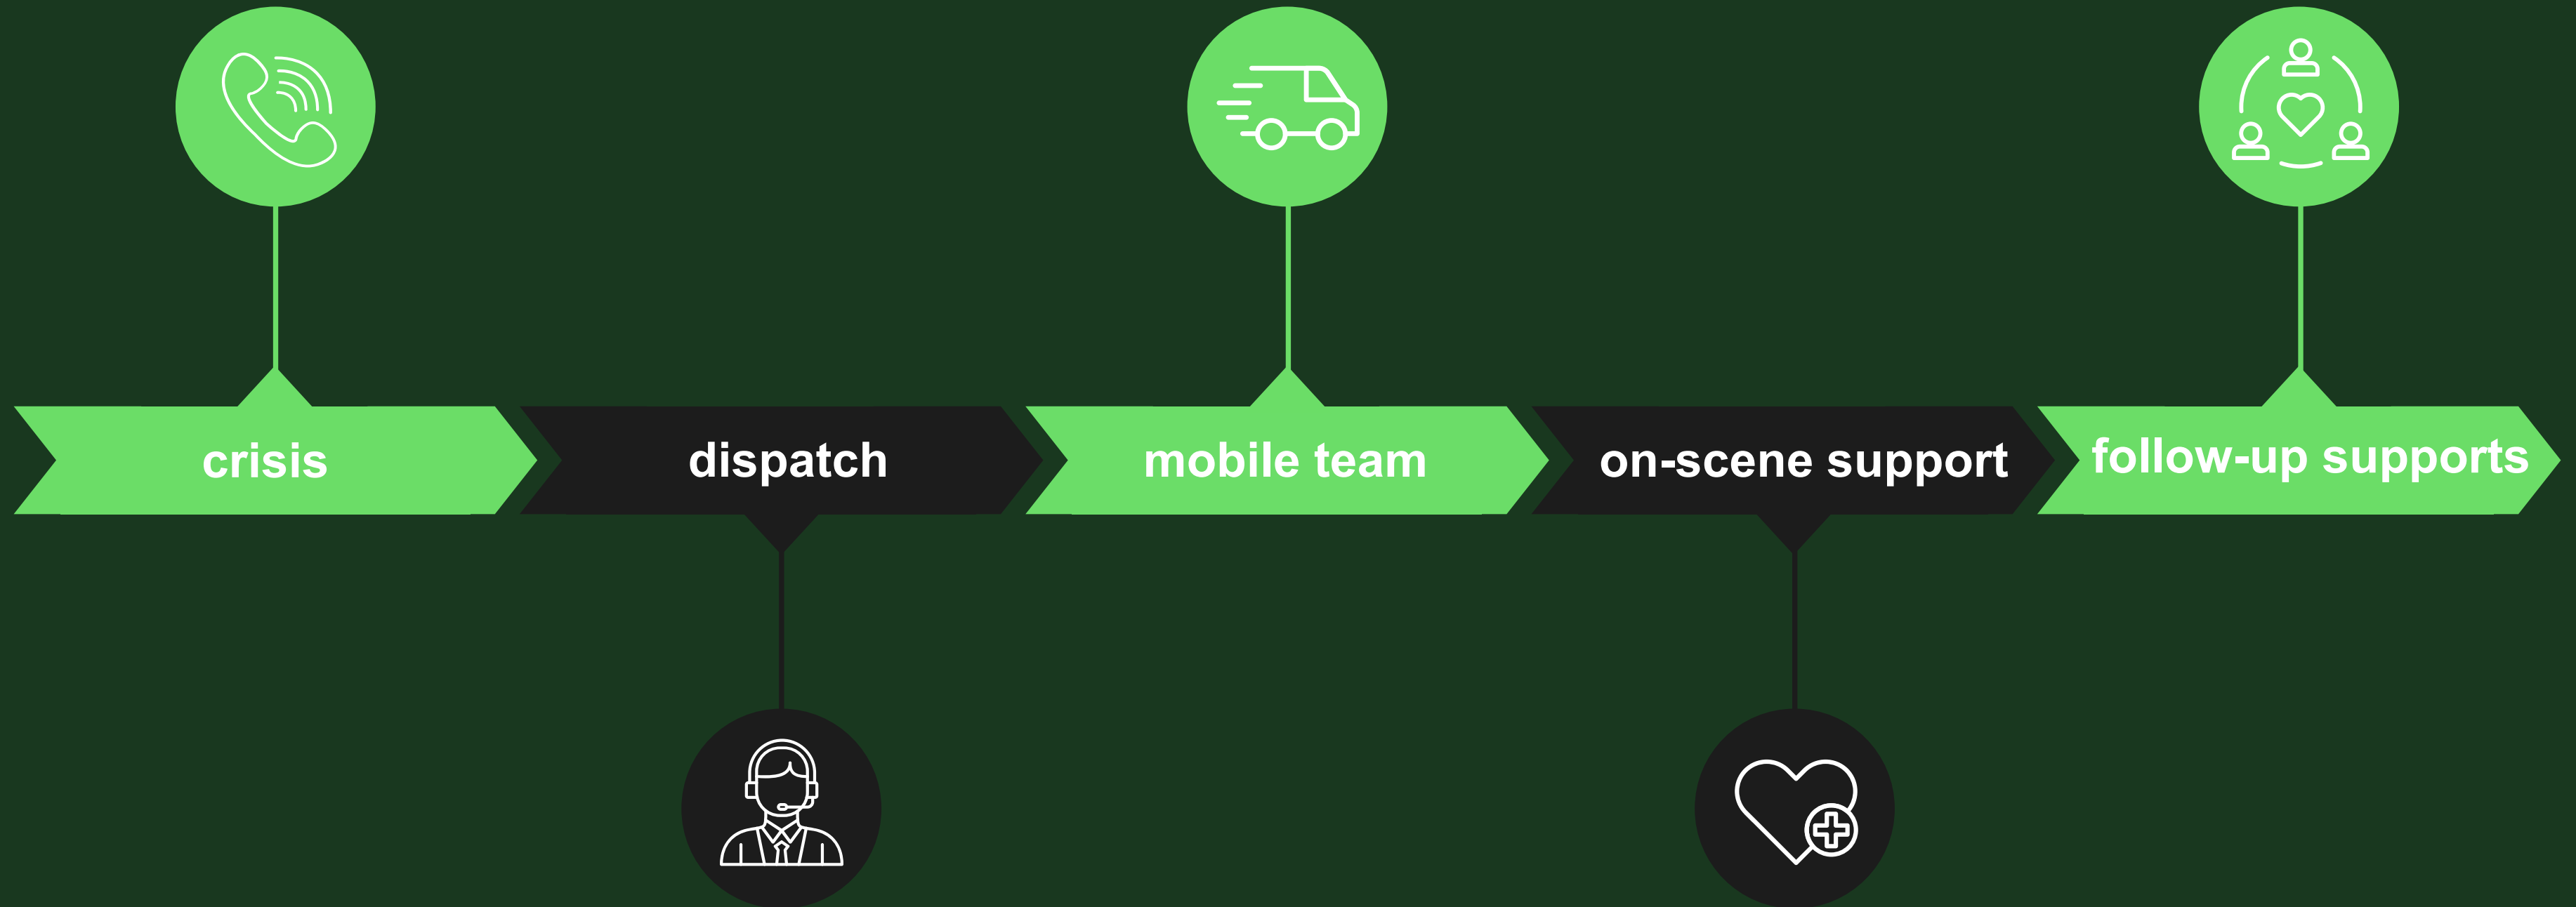 crisis
dispatch
mobile team
on-scene support
follow-up supports